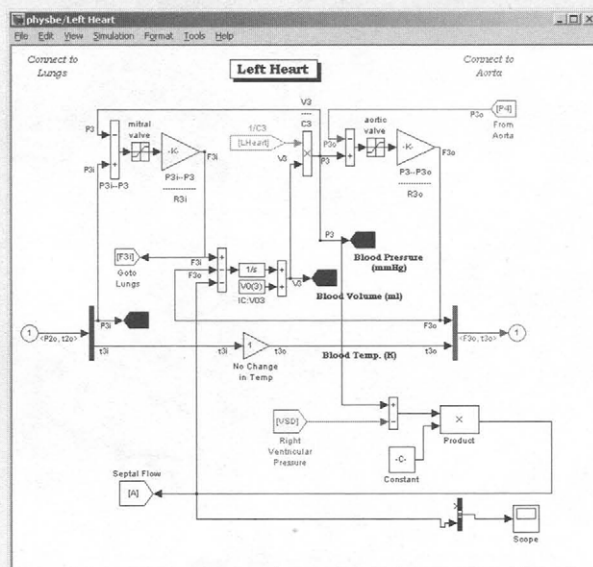 physbe/Left Heart
File Edit View Simulation Format Tools Help
Connect to
Lungs
Left Heart
Connect to
Aorta
V3
C3
1/C3
[LHeart]
V3
×
P3
P3
P3i
mitral
valve
-K-
F3i
P3i--P3
P3i--P3
R3i
P3o
aortic
valve
-K-
F3o
P3--P3o
R3o
[P4]
P3o
From
Aorta
P3
Blood Pressure
(mmHg)
[F3i]
Goto
Lungs
F3i
F3o
1/s
V0(3)
IC:V03
V3
Blood Volume (ml)
1
<P2o, t2o>
P3i
t3i
t3i
1
t3o
No Change
in Temp
Blood Temp. (K)
F3o
t3o
1
<F3o, t3o>
[VSD]
Right
Ventricular
Pressure
-C-
Constant
×
Product
Septal Flow
[A]
Scope